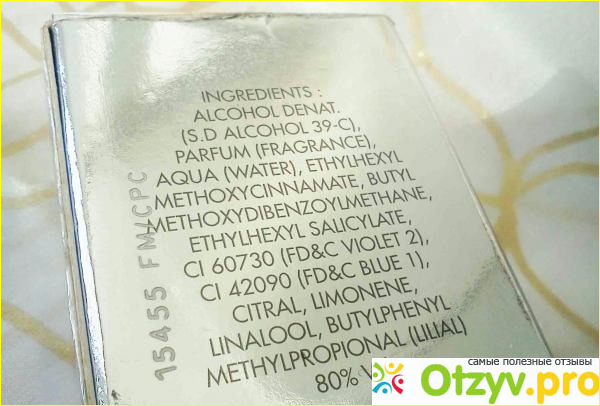 INGREDIENTS :
ALCOHOL DENAT.
(S.D ALCOHOL 39-C),
PARFUM (FRAGRANCE),
AQUA (WATER), ETHYLHEXYL
METHOXYCINNAMATE, BUTYL
METHOXYDIBENZOYLMETHANE,
ETHYLHEXYL SALICYLATE,
CI 60730 (FD&C VIOLET 2),
CI 42090 (FD&C BLUE 1),
CITRAL, LIMONENE,
LINALOOL, BUTYLPHENYL
METHYLPROPIONAL (LILIAL)
80%
15455 FM/CPC
самые полезные отзывы
Otzyv.pro